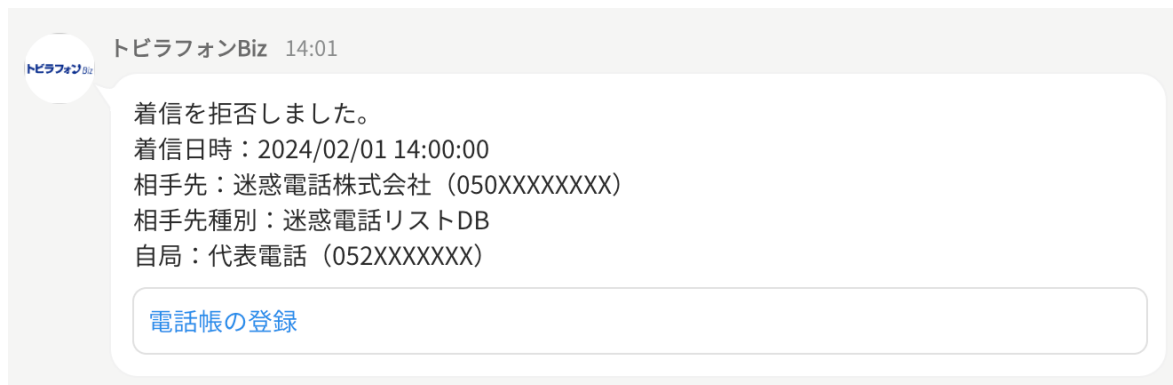 トビラフォンBiz 14:01
トビラフォンBiz
着信を拒否しました。
着信日時：2024/02/01 14:00:00
相手先：迷惑電話株式会社（050XXXXXXXX）
相手先種別：迷惑電話リストDB
自局：代表電話（052XXXXXXX）
電話帳の登録